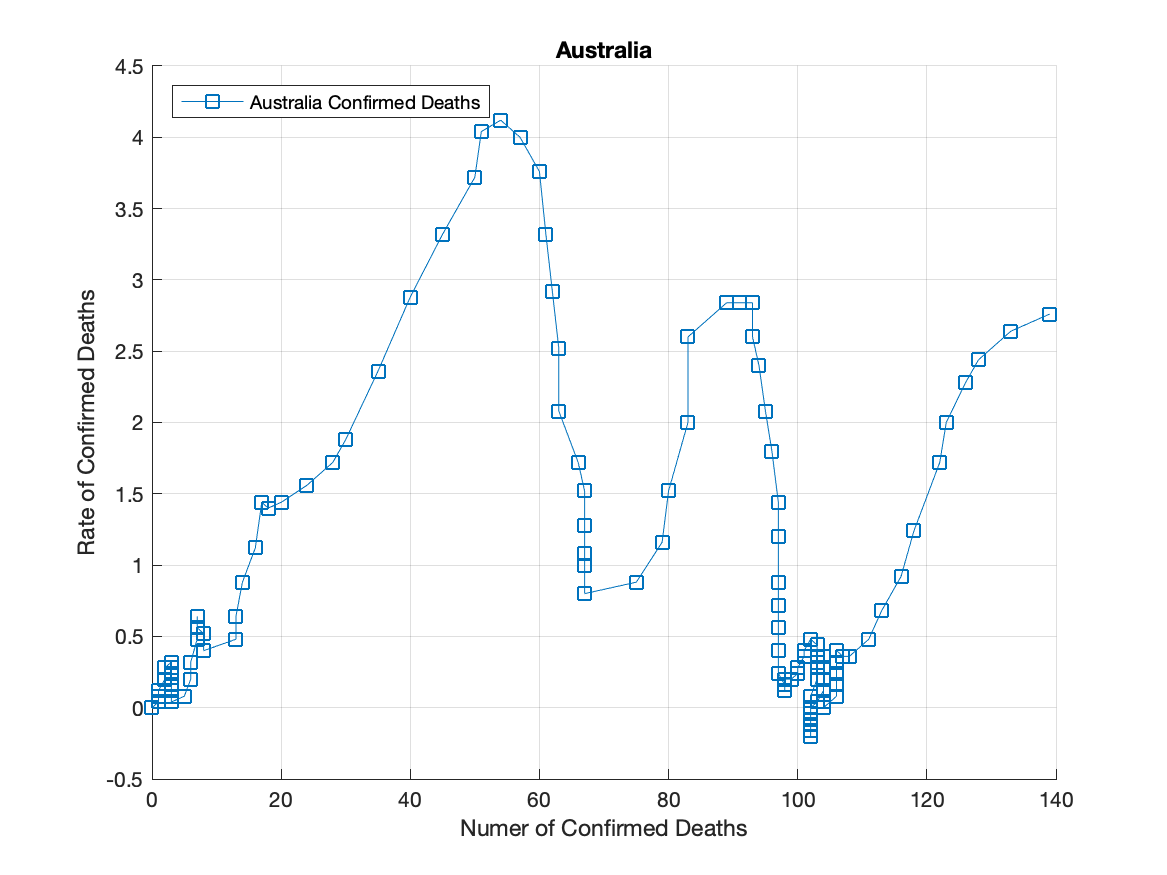 Australia
Australia Confirmed Deaths
4.5
4
3.5
3
2.5
2
1.5
1
0.5
0
-0.5
Rate of Confirmed Deaths
0 20 40 60 80 100 120 140
Numer of Confirmed Deaths